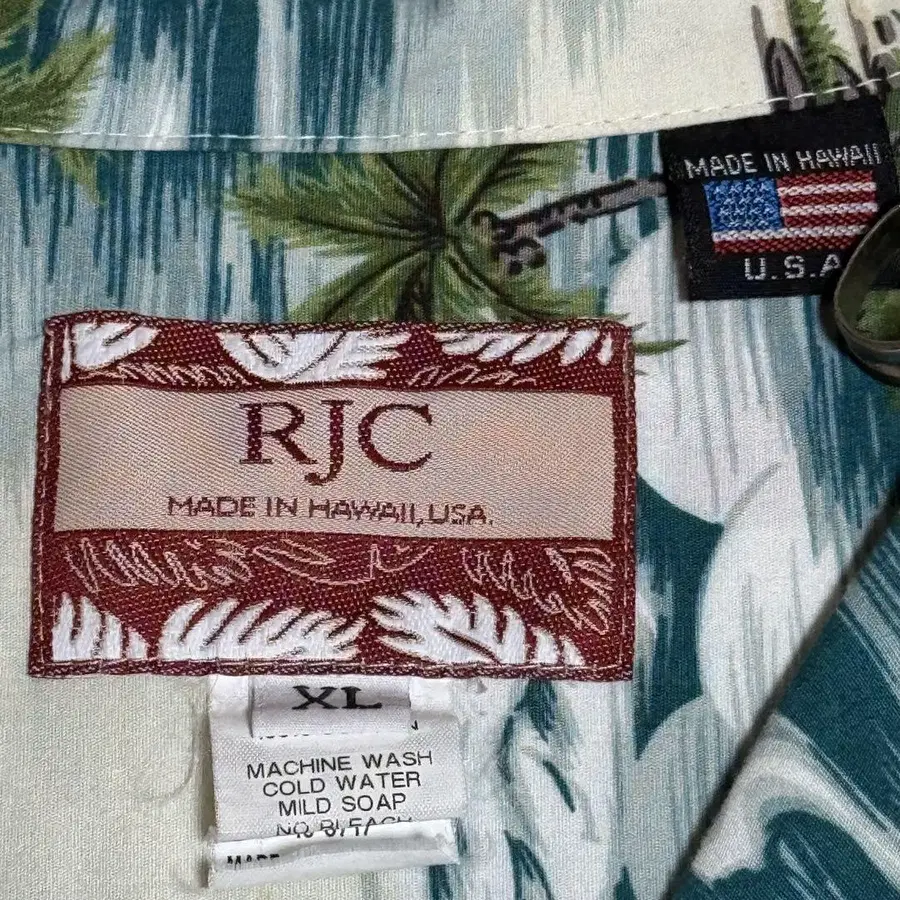 MADE IN HAWAII
U.S.A
RJC
MADE IN HAWAII, USA.
XL
MACHINE WASH
COLD WATER
MILD SOAP
NO BLEACH